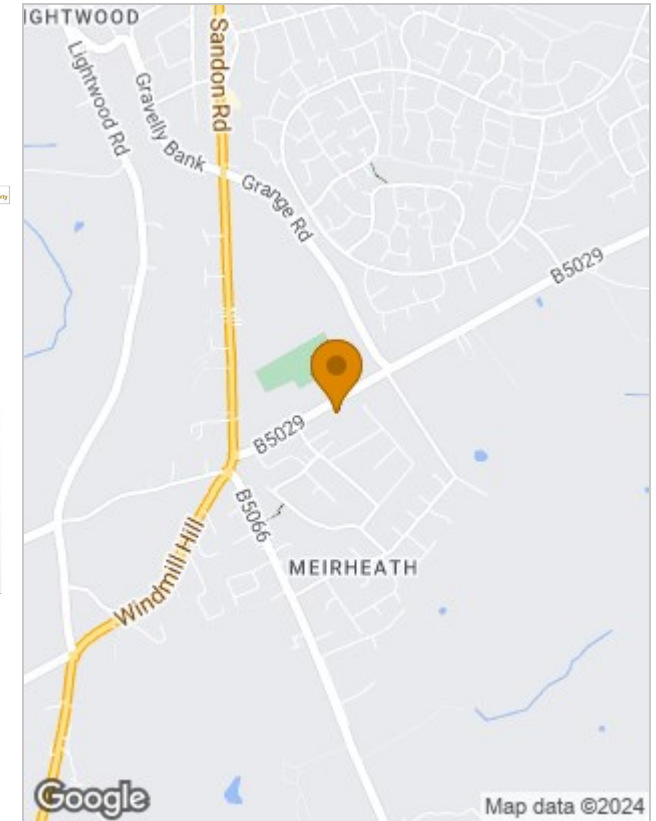 IGHTWOOD
Lightwood Rd
Gravelly Bank
Sandon Rd
Grange Rd
B5029
B5029
B5066
MEIRHEATH
Windmill Hill
Google
Map data ©2024